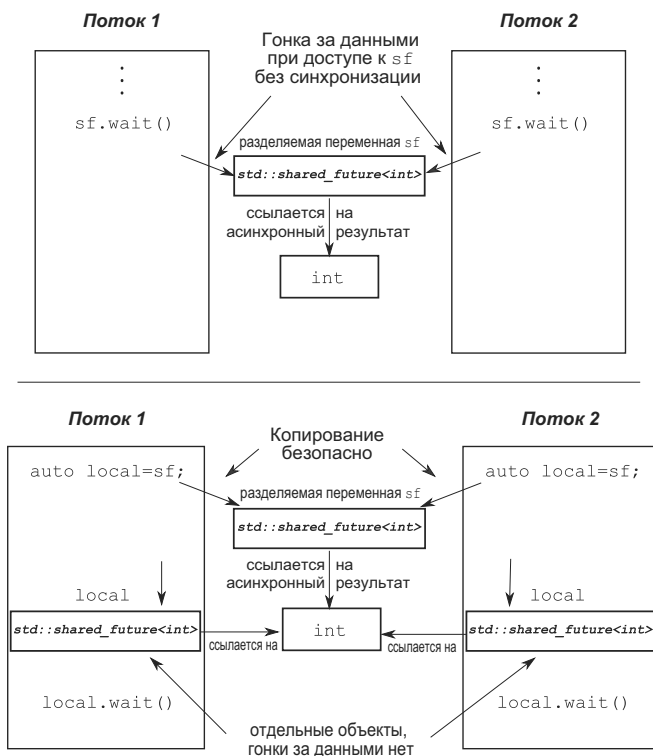 Поток 1
Поток 2
Гонка за данными
при доступе к sf
без синхронизации
sf.wait()
sf.wait()
разделяемая переменная sf
std::shared_future<int>
ссылается на
асинхронный результат
int
Поток 1
Поток 2
Копирование
безопасно
auto local=sf;
auto local=sf;
разделяемая переменная sf
std::shared_future<int>
ссылается на
асинхронный результат
local
local
std::shared_future<int>
int
std::shared_future<int>
ссылается на
ссылается на
local.wait()
local.wait()
отдельные объекты,
гонки за данными нет